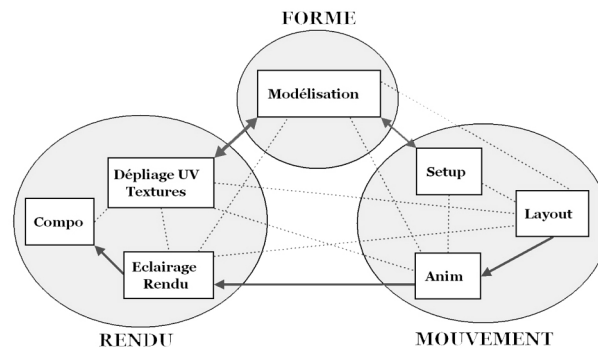 FORME
Modélisation
Dépliage UV
Textures
Setup
Compo
Layout
Eclairage
Rendu
Anim
RENDU
MOUVEMENT